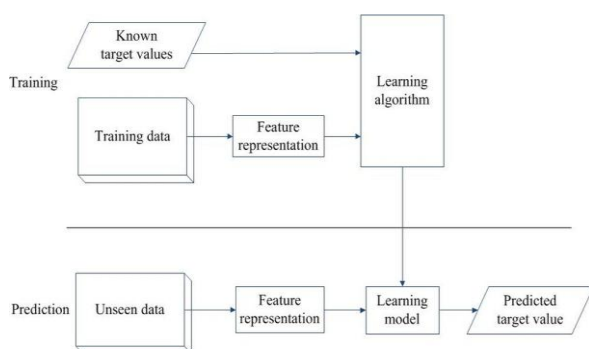 Known
target values
Training
Learning
algorithm
Training data
Feature
representation
Prediction
Unseen data
Feature
representation
Learning
model
Predicted
target value